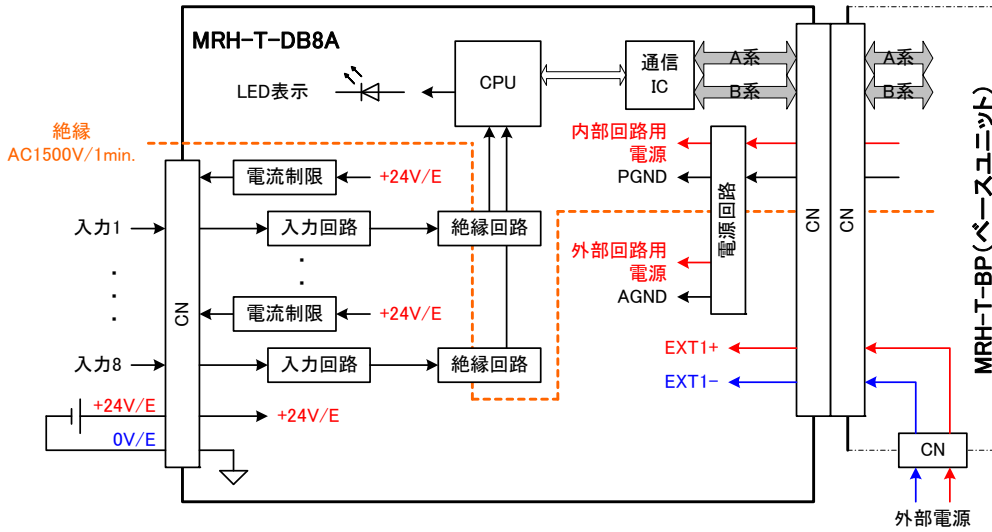 MRH-T-DB8A
LED表示
CPU
通信
IC
A系
B系
CN
CN
A系
B系
MRH-T-BP(ベースユニット)
絶縁
AC1500V/1min.
内部回路用
電源
PGND
電源回路
外部回路用
電源
AGND
電流制限
+24V/E
入力1
入力回路
絶縁回路
・
・
・
・
・
CN
電流制限
+24V/E
入力8
入力回路
絶縁回路
EXT1+
EXT1-
+24V/E
+24V/E
0V/E
CN
外部電源